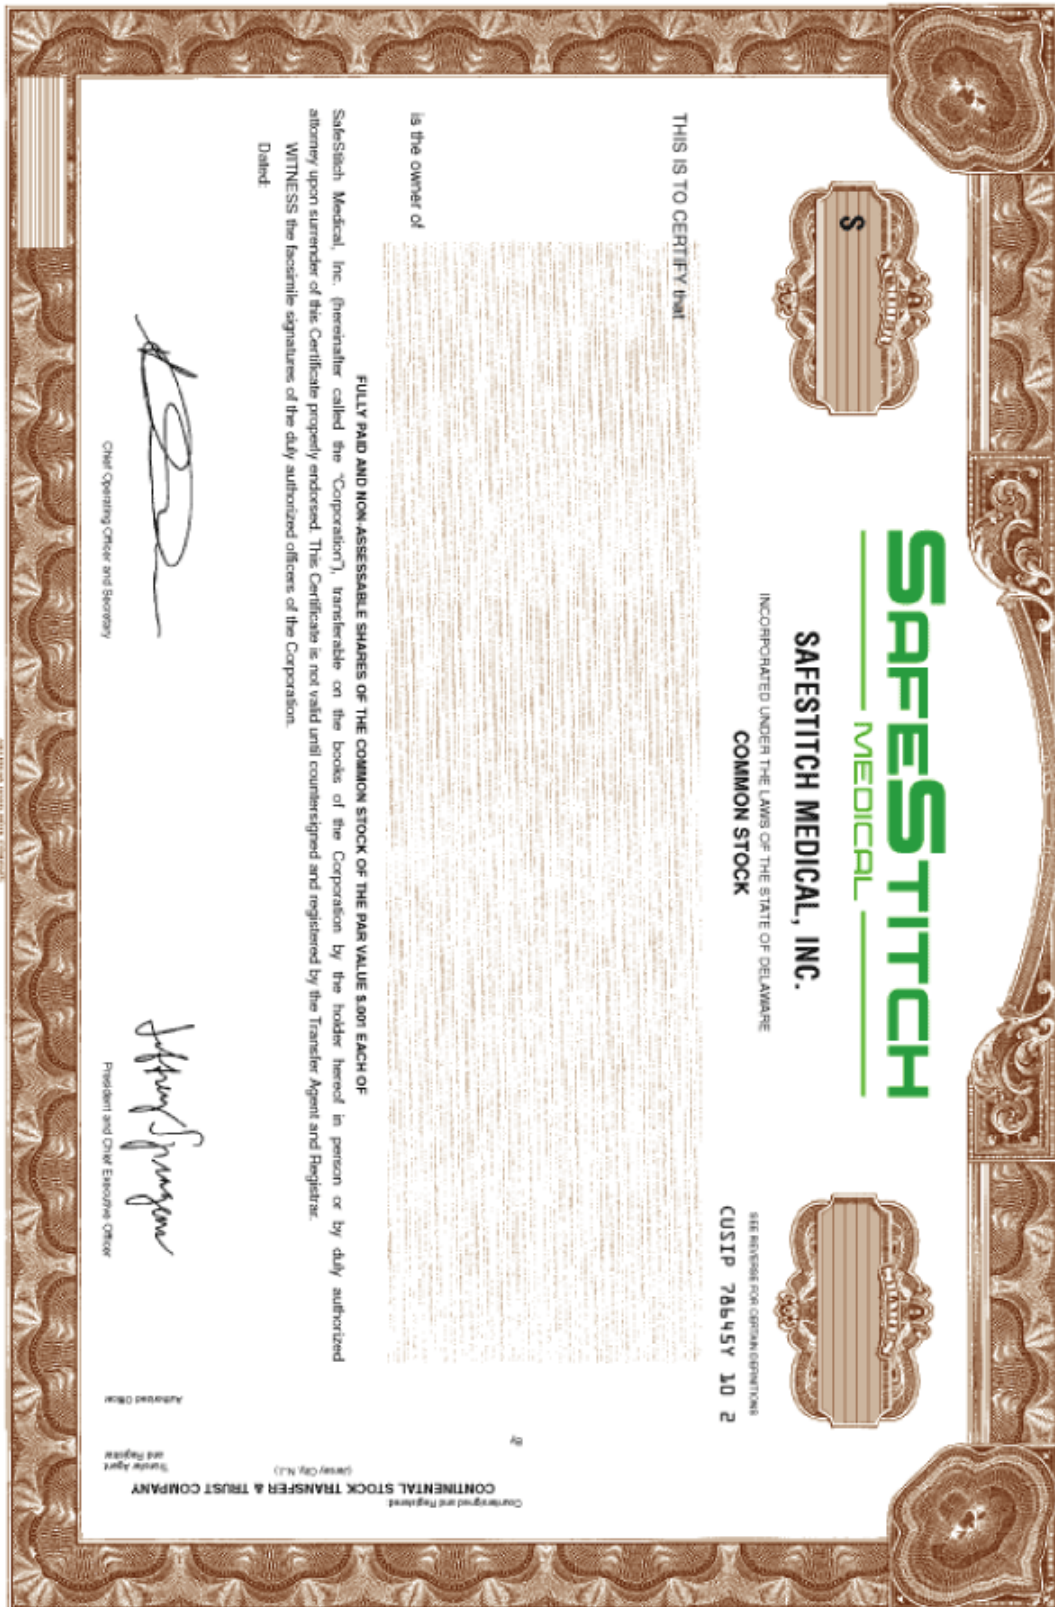 NUMBER
S
SHARES
SAFESTITCH
MEDICAL
SAFESTITCH MEDICAL, INC.
INCORPORATED UNDER THE LAWS OF THE STATE OF DELAWARE
COMMON STOCK
SEE REVERSE FOR CERTAIN DEFINITIONS
CUSIP 78645Y 10 2
THIS IS TO CERTIFY that
is the owner of
FULLY PAID AND NON-ASSESSABLE SHARES OF THE COMMON STOCK OF THE PAR VALUE $.001 EACH OF
SafeStitch Medical, Inc. (hereinafter called the "Corporation"), transferable on the books of the Corporation by the holder hereof in person or by duly authorized
attorney upon surrender of this Certificate properly endorsed. This Certificate is not valid until countersigned and registered by the Transfer Agent and Registrar.
WITNESS the facsimile signatures of the duly authorized officers of the Corporation.
Dated:
Chief Operating Officer and Secretary
Jeffrey Spragens
President and Chief Executive Officer
Countersigned and Registered:
CONTINENTAL STOCK TRANSFER & TRUST COMPANY
(Jersey City, N.J.)
Transfer Agent
and Registrar
By
Authorized Officer